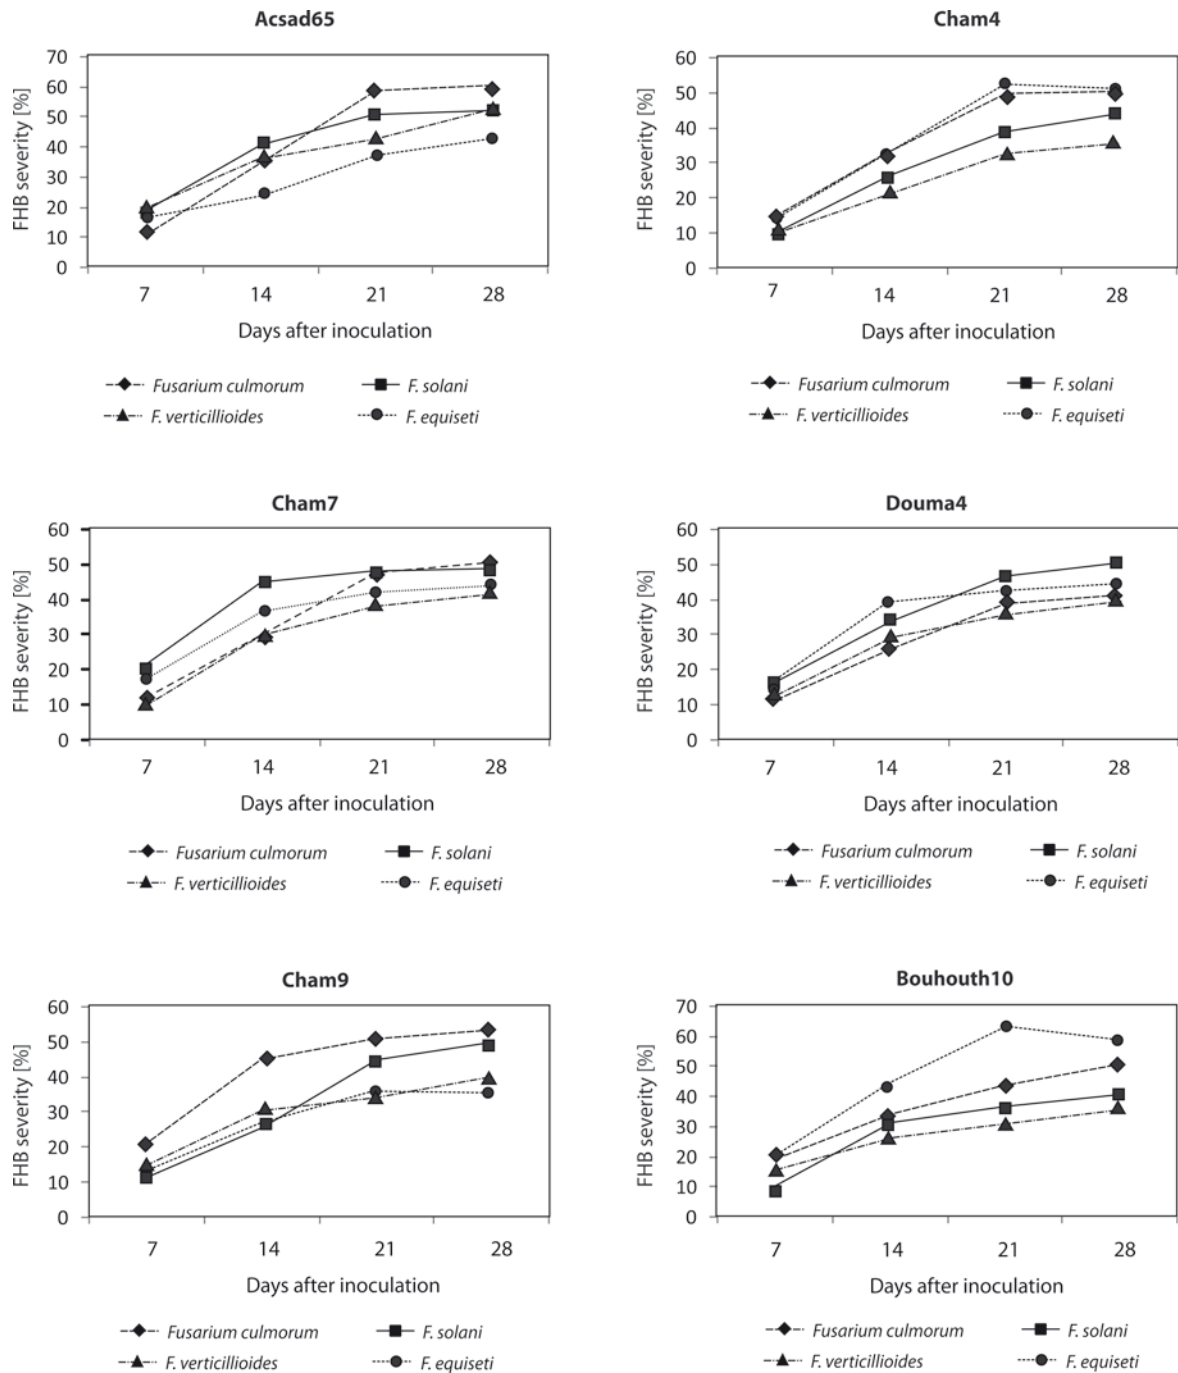 Acsad65
FHB severity [%]
70
60
50
40
30
20
10
0
7 14 21 28
Days after inoculation
Fusarium culmorum F. solani
F. verticillioides F. equiseti
Cham4
FHB severity [%]
60
50
40
30
20
10
0
7 14 21 28
Days after inoculation
Fusarium culmorum F. solani
F. verticillioides F. equiseti
Cham7
FHB severity [%]
60
50
40
30
20
10
0
7 14 21 28
Days after inoculation
Fusarium culmorum F. solani
F. verticillioides F. equiseti
Douma4
FHB severity [%]
60
50
40
30
20
10
0
7 14 21 28
Days after inoculation
Fusarium culmorum F. solani
F. verticillioides F. equiseti
Cham9
FHB severity [%]
60
50
40
30
20
10
0
7 14 21 28
Days after inoculation
Fusarium culmorum F. solani
F. verticillioides F. equiseti
Bouhouth10
FHB severity [%]
70
60
50
40
30
20
10
0
7 14 21 28
Days after inoculation
Fusarium culmorum F. solani
F. verticillioides F. equiseti